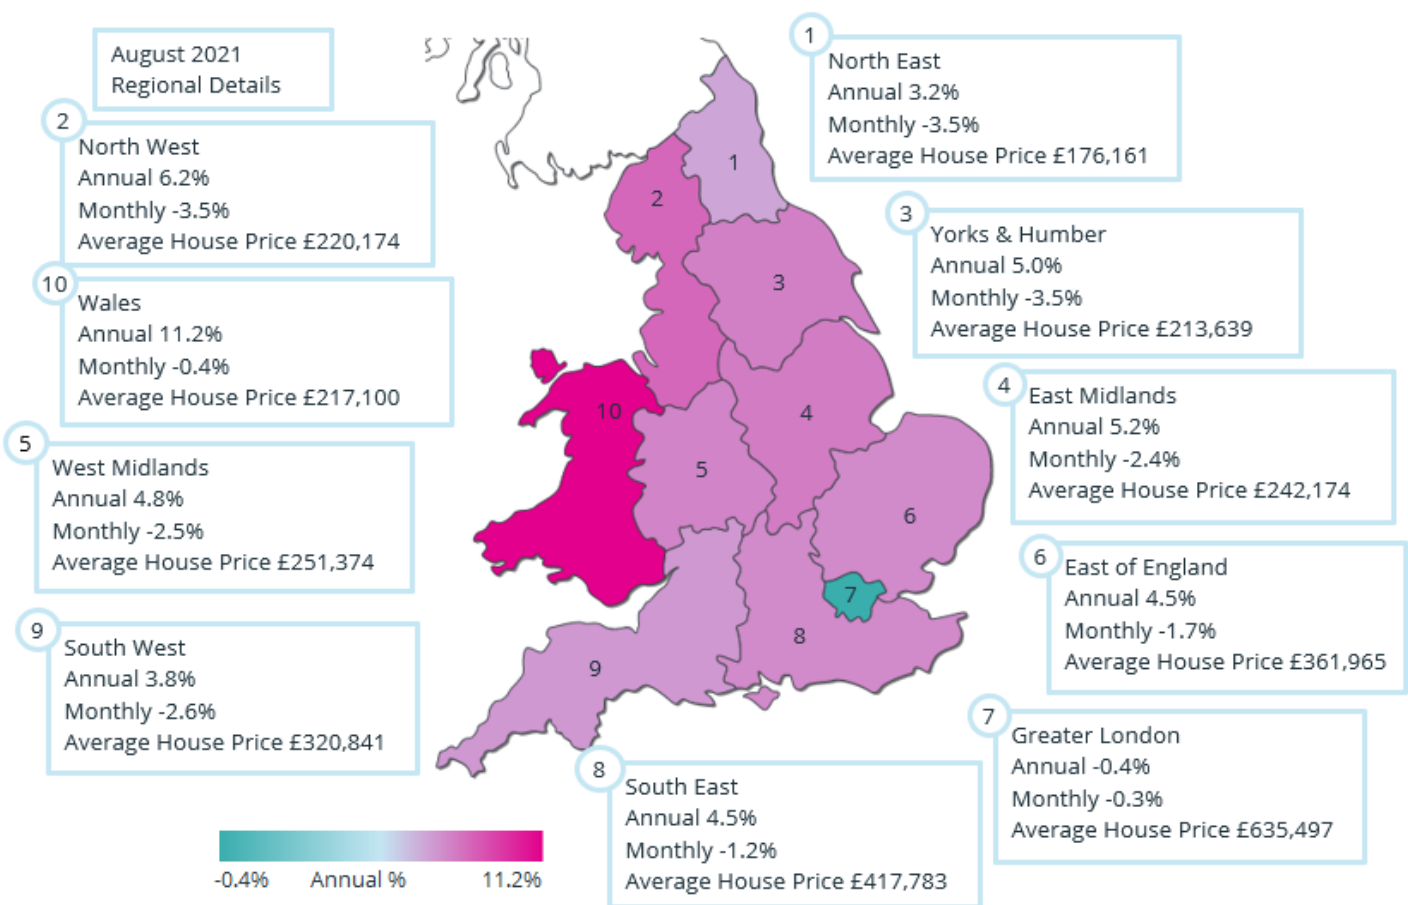 August 2021
Regional Details
1
North East
Annual 3.2%
Monthly -3.5%
Average House Price £176,161
2
North West
Annual 6.2%
Monthly -3.5%
Average House Price £220,174
3
Yorks & Humber
Annual 5.0%
Monthly -3.5%
Average House Price £213,639
10
Wales
Annual 11.2%
Monthly -0.4%
Average House Price £217,100
4
East Midlands
Annual 5.2%
Monthly -2.4%
Average House Price £242,174
5
West Midlands
Annual 4.8%
Monthly -2.5%
Average House Price £251,374
6
East of England
Annual 4.5%
Monthly -1.7%
Average House Price £361,965
9
South West
Annual 3.8%
Monthly -2.6%
Average House Price £320,841
7
Greater London
Annual -0.4%
Monthly -0.3%
Average House Price £635,497
8
South East
Annual 4.5%
Monthly -1.2%
Average House Price £417,783
1
2
3
10
4
5
6
7
8
9
-0.4% Annual % 11.2%